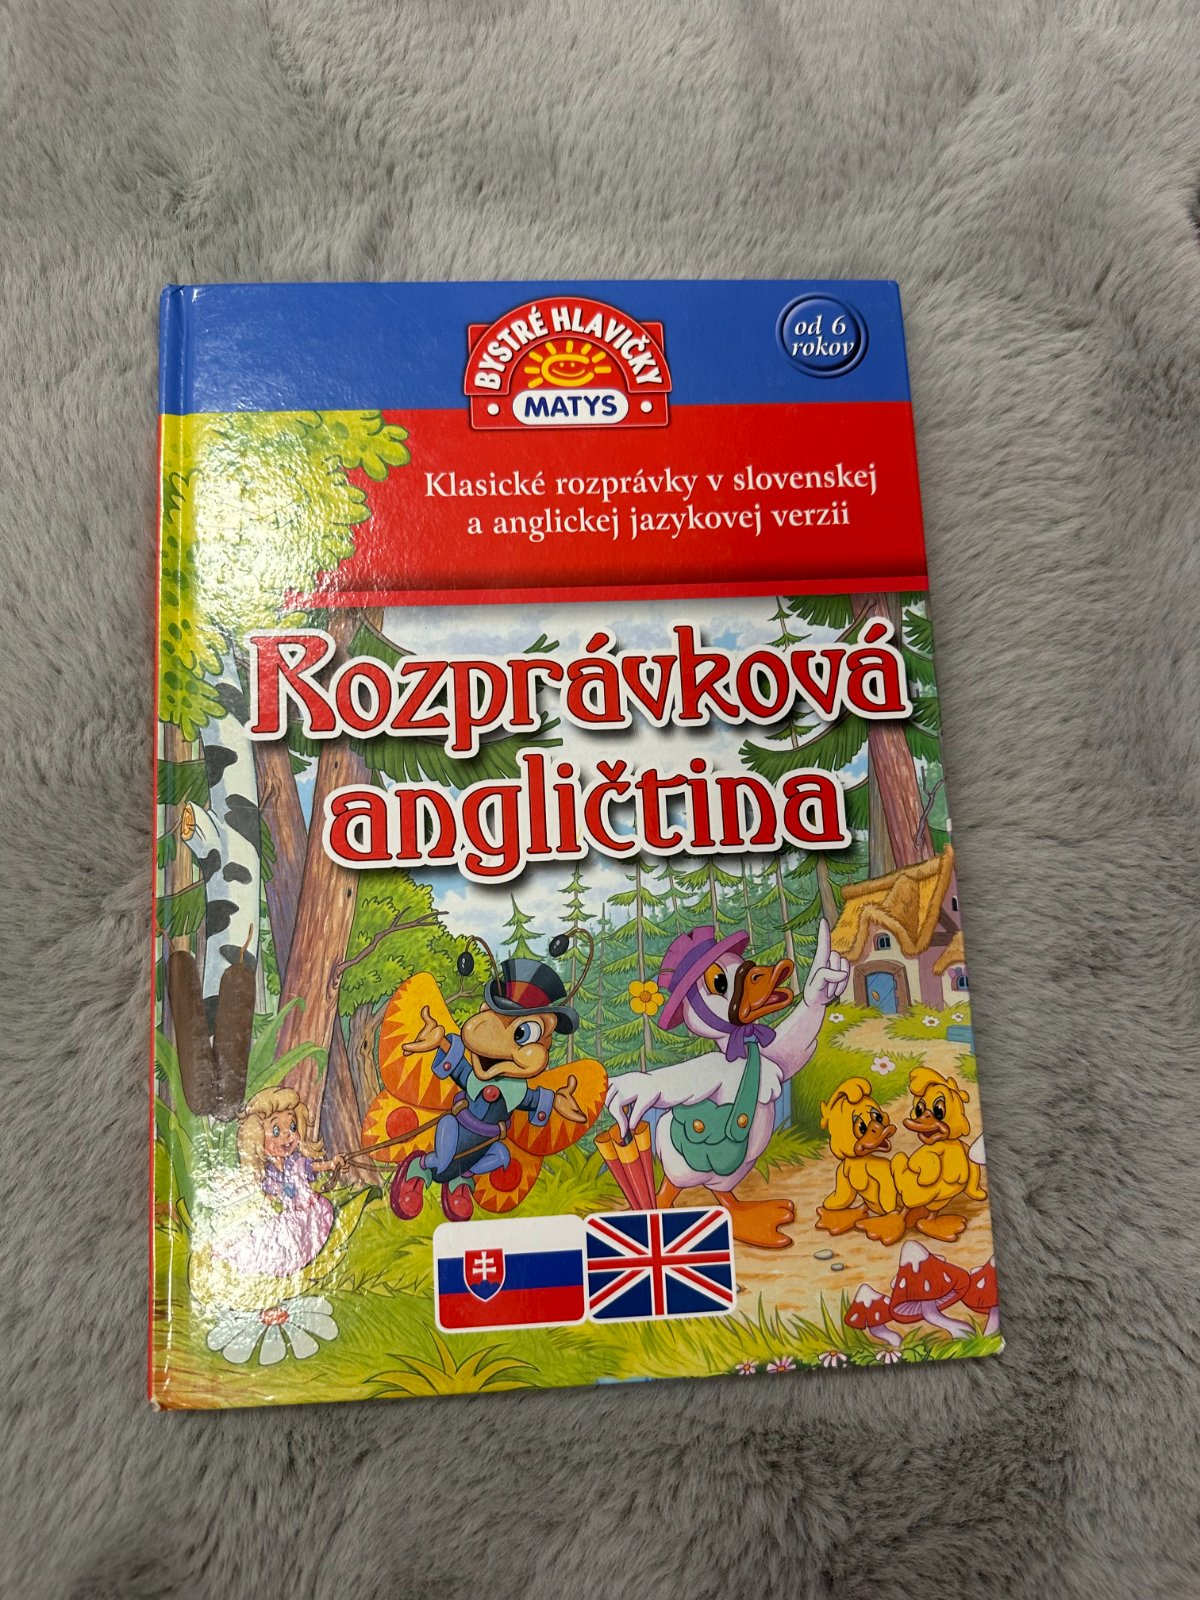 BYSTRÉ HLAVIČKY
MATYS
od 6
rokov
Klasické rozprávky v slovenskej
a anglickej jazykovej verzii
Rozprávková
angličtina